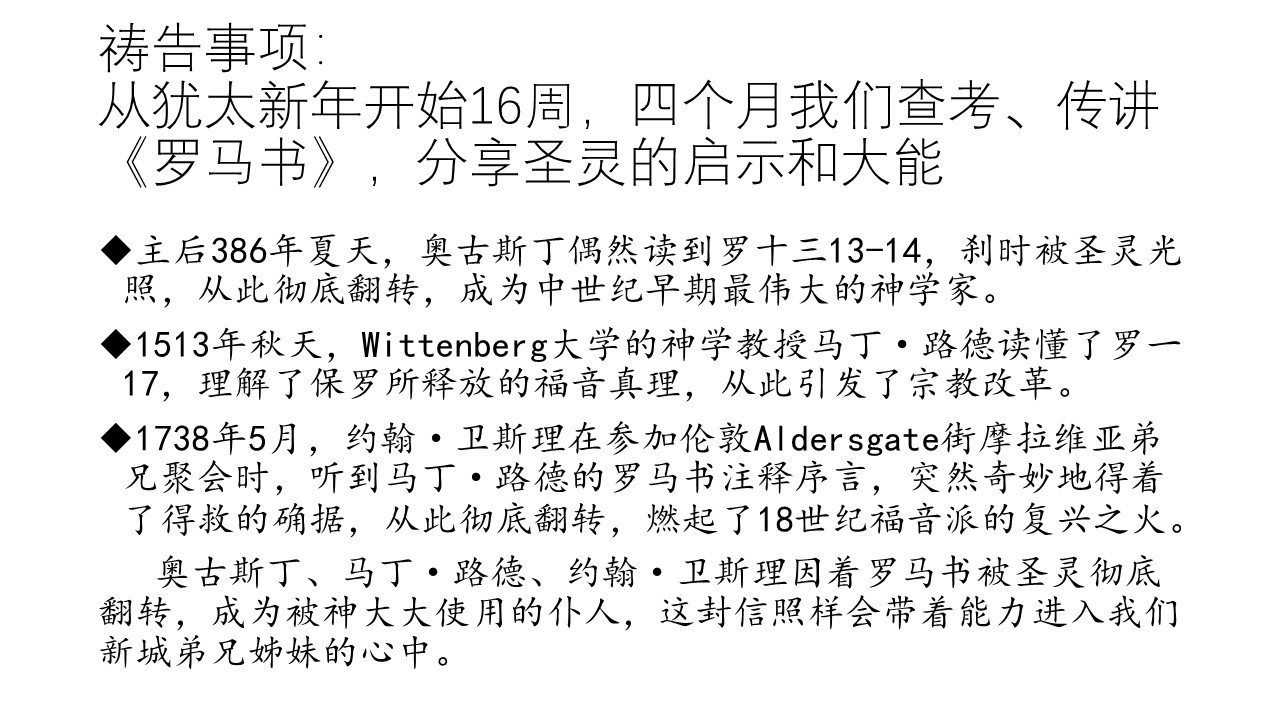 祷告事项：
从犹太新年开始16周，四个月我们查考、传讲
《罗马书》，分享圣灵的启示和大能
◆主后386年夏天，奥古斯丁偶然读到罗十三13-14，刹时被圣灵光
照，从此彻底翻转，成为中世纪早期最伟大的神学家。
◆1513年秋天，Wittenberg大学的神学教授马丁·路德读懂了罗一
17，理解了保罗所释放的福音真理，从此引发了宗教改革。
◆1738年5月，约翰·卫斯理在参加伦敦Aldersgate街摩拉维亚弟
兄聚会时，听到马丁·路德的罗马书注释序言，突然奇妙地得着
了得救的确据，从此彻底翻转，燃起了18世纪福音派的复兴之火。
奥古斯丁、马丁·路德、约翰·卫斯理因着罗马书被圣灵彻底
翻转，成为被神大大使用的仆人，这封信照样会带着能力进入我们
新城弟兄姊妹的心中。